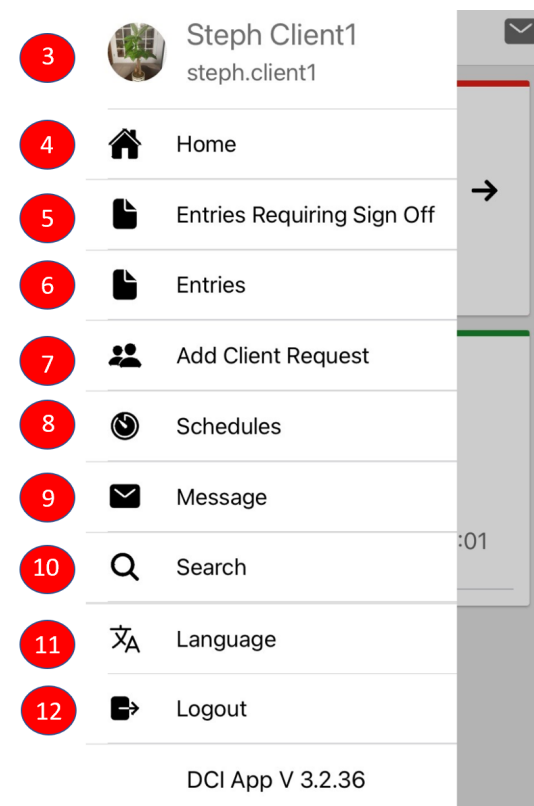 3
Steph Client1
steph.client1
4
Home
5
Entries Requiring Sign Off
6
Entries
7
Add Client Request
8
Schedules
9
Message
:01
10
Search
11
Language
12
Logout
DCI App V 3.2.36